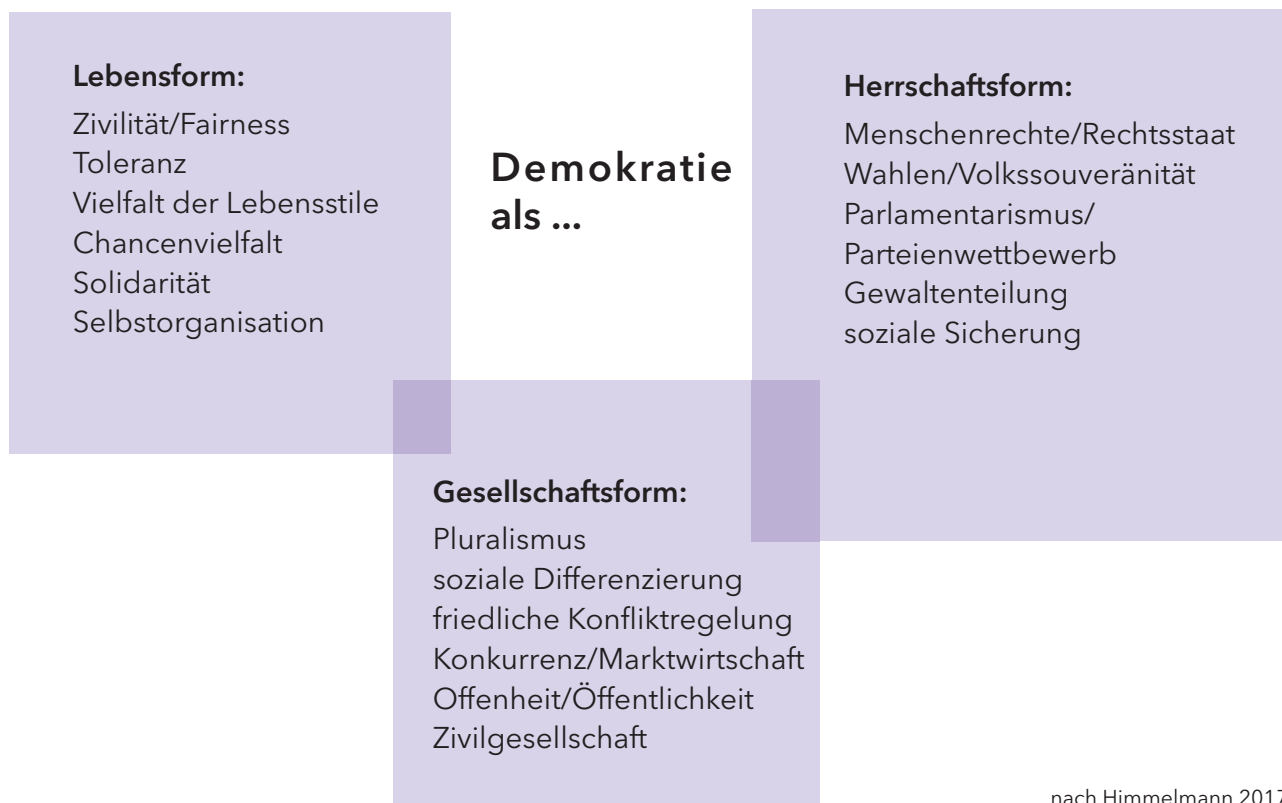 Lebensform:
Zivilität/Fairness
Toleranz
Vielfalt der Lebensstile
Chancenvielfalt
Solidarität
Selbstorganisation
Demokratie
als ...
Herrschaftsform:
Menschenrechte/Rechtsstaat
Wahlen/Volkssouveränität
Parlamentarismus/
Parteienwettbewerb
Gewaltenteilung
soziale Sicherung
Gesellschaftsform:
Pluralismus
soziale Differenzierung
friedliche Konfliktregelung
Konkurrenz/Marktwirtschaft
Offenheit/Öffentlichkeit
Zivilgesellschaft
nach Himmelmann 2017